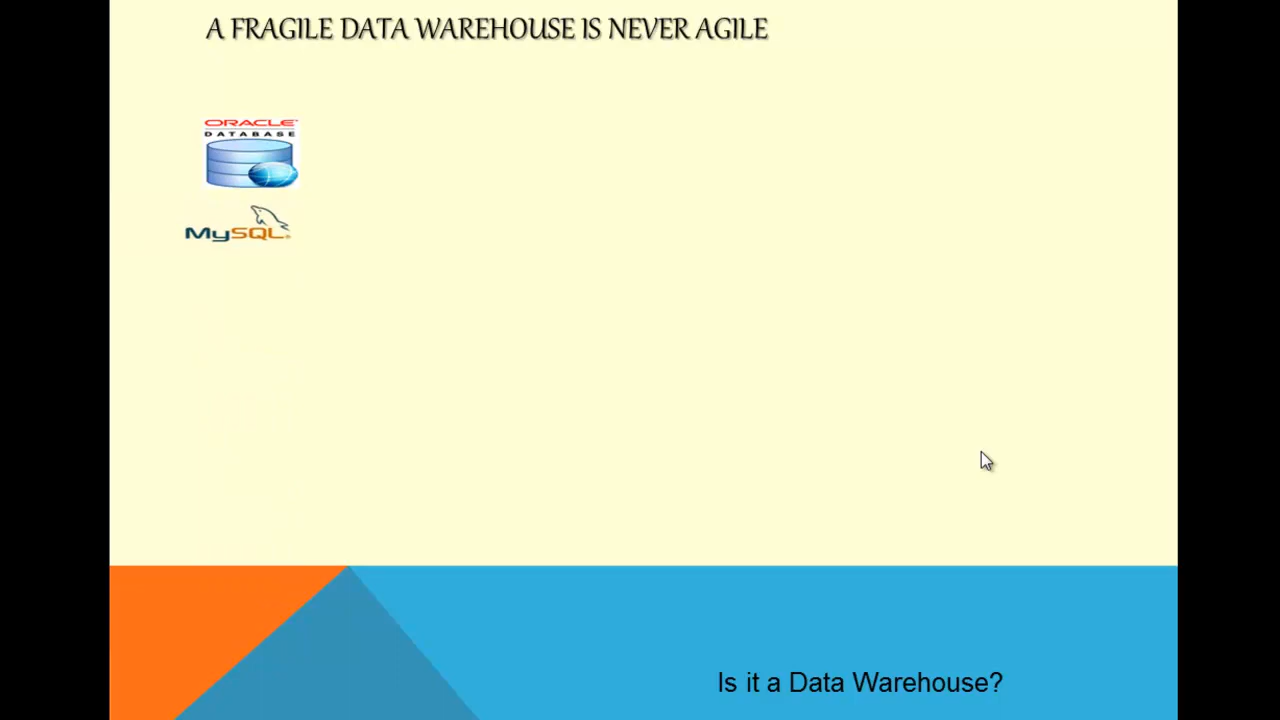 A FRAGILE DATA WAREHOUSE IS NEVER AGILE
ORACLE
DATABASE
MySQL
Is it a Data Warehouse?